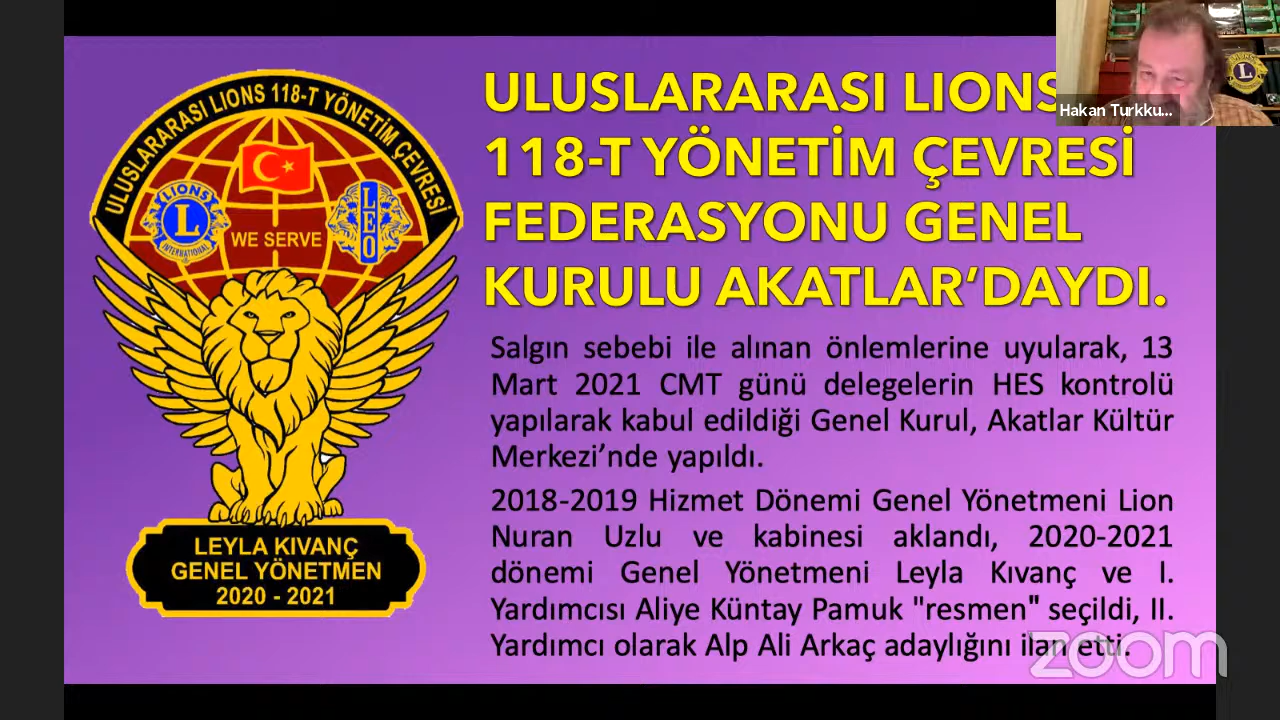 ULUSLARARASI LIONS 118-T YÖNETİM ÇEVRESİ
LIONS
L
INTERNATIONAL
LEO
WE SERVE
LEYLA KIVANÇ
GENEL YÖNETMEN
2020 - 2021
ULUSLARARASI LIONS
118-T YÖNETİM ÇEVRESİ
FEDERASYONU GENEL
KURULU AKATLAR’DAYDI.
Salgın sebebi ile alınan önlemlerine uyularak, 13
Mart 2021 CMT günü delegelerin HES kontrolü
yapılarak kabul edildiği Genel Kurul, Akatlar Kültür
Merkezi’nde yapıldı.
2018-2019 Hizmet Dönemi Genel Yönetmeni Lion
Nuran Uzlu ve kabinesi aklandı, 2020-2021
dönemi Genel Yönetmeni Leyla Kıvanç ve I.
Yardımcısı Aliye Küntay Pamuk "resmen" seçildi, II.
Yardımcı olarak Alp Ali Arkaç adaylığını ilan etti.
Hakan Turkku...
L
zoom